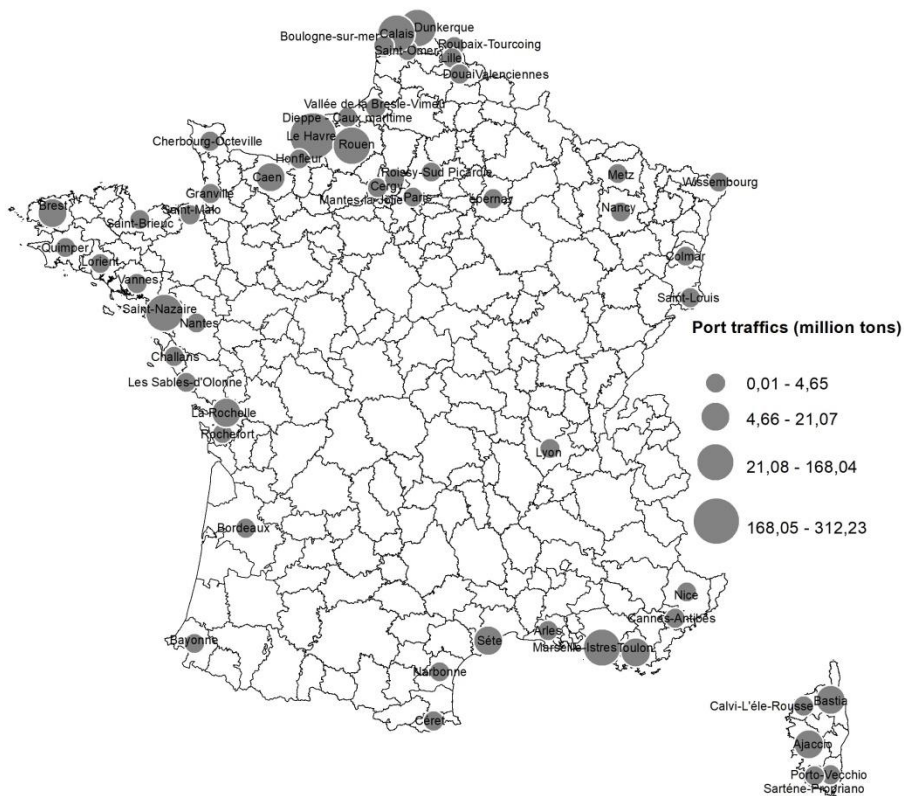 Dunkerque
Calais
Boulogne-sur-mer
Saint-Omer
Roubaix-Tourcoing
Lille
DouaiValenciennes
Vallée de la Bresle-Vimeu
Dieppe - Caux maritime
Le Havre
Rouen
Cherbourg-Octeville
Honfleur
Caen
Roissy-Sud Picardie
Cergy
Mantes-la-Jolie
Paris
Metz
Wissembourg
Granville
Saint-Malo
épernay
Nancy
Brest
Saint-Brieuc
Quimper
Lorient
Colmar
Vannes
Saint-Louis
Saint-Nazaire
Nantes
Port traffics (million tons)
Challans
Les Sables-d'Olonne
0,01 - 4,65
La Rochelle
4,66 - 21,07
Rochefort
Lyon
21,08 - 168,04
168,05 - 312,23
Bordeaux
Nice
Cannes-Antibes
Arles
Bayonne
Séte
Marseille-Istres
Toulon
Narbonne
Céret
Bastia
Calvi-L'éle-Rousse
Ajaccio
Porto-Vecchio
Sarténe-Propriano